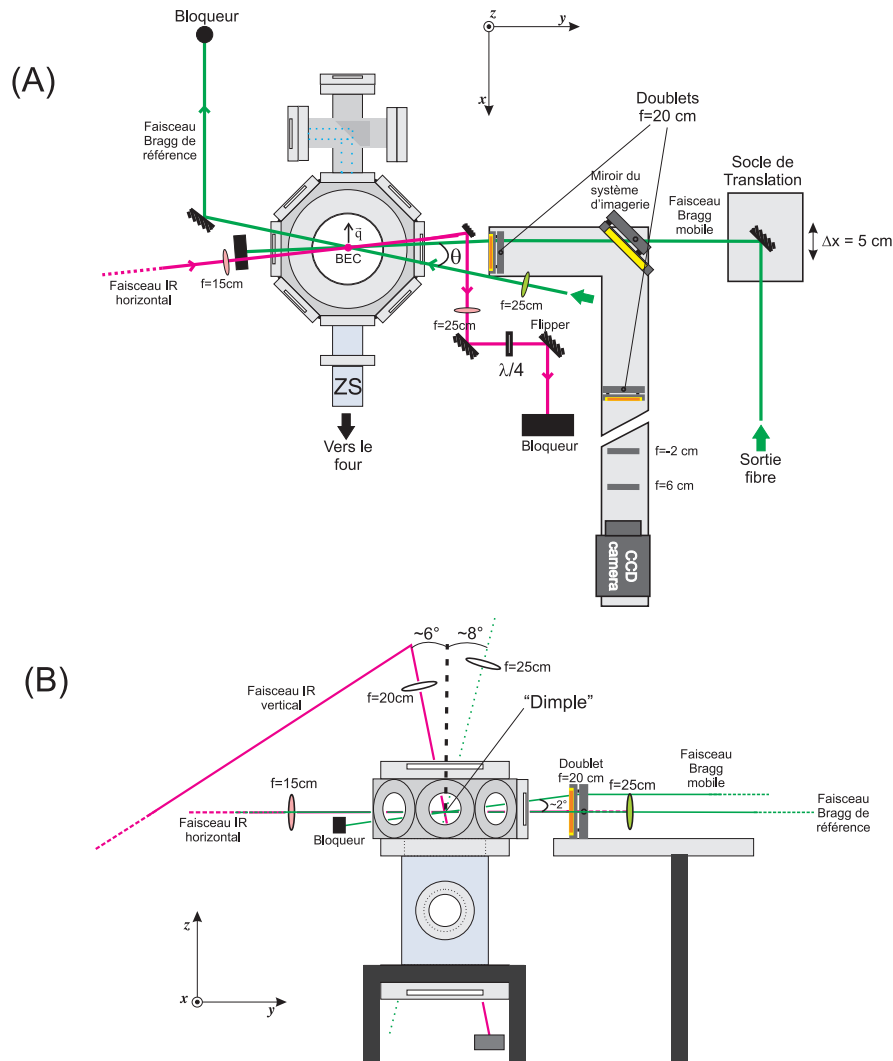 (A)
Bloqueur
z
y
x
Faisceau
Bragg de
référence
Doublets
f=20 cm
Miroir du
système
d'imagerie
Faisceau
Bragg
mobile
Socle de
Translation
Δx = 5 cm
q
BEC
θ
Faisceau IR
horizontal
f=15cm
f=25cm
f=25cm
Flipper
λ/4
Bloqueur
ZS
Vers le
four
f=-2 cm
f=6 cm
CCD
camera
Sortie
fibre
(B)
~6°
~8°
Faisceau IR
vertical
f=20cm
f=25cm
"Dimple"
f=15cm
Faisceau IR
horizontal
Bloqueur
~2°
Doublet
f=20 cm
f=25cm
Faisceau
Bragg
mobile
Faisceau
Bragg de
référence
z
x
y